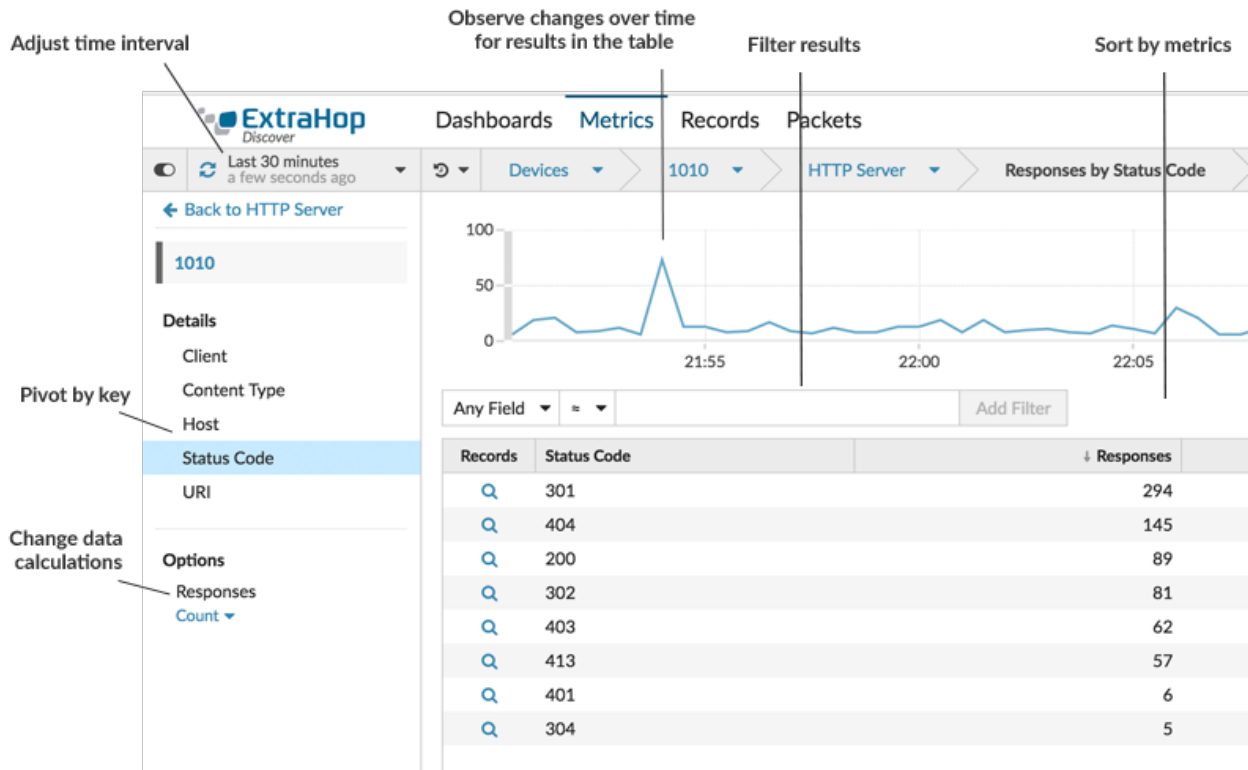 Observe changes over time
for results in the table
Adjust time interval
Filter results
Sort by metrics
ExtraHop
Discover
Dashboards Metrics Records Packets
Last 30 minutes
a few seconds ago
Devices 1010 HTTP Server Responses by Status Code
Back to HTTP Server
1010
Details
Client
Content Type
Host
Status Code
URI
Pivot by key
Change data
calculations
Options
Responses
Count
100
50
0
21:55 22:00 22:05
Any Field ≈ Add Filter
Records Status Code ↓ Responses
301 294
404 145
200 89
302 81
403 62
413 57
401 6
304 5